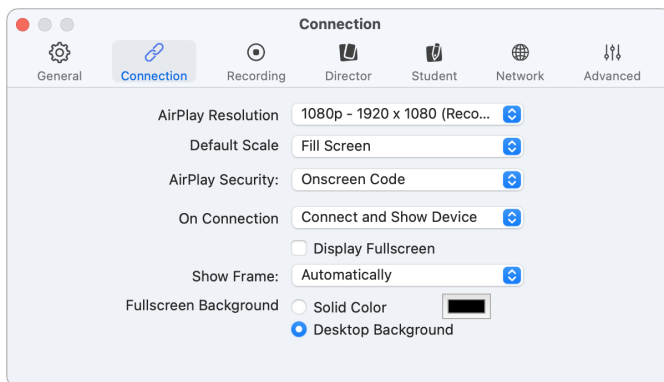 Connection
General Connection Recording Director Student Network Advanced
AirPlay Resolution 1080p - 1920 x 1080 (Reco...
Default Scale Fill Screen
AirPlay Security: Onscreen Code
On Connection Connect and Show Device
Display Fullscreen
Show Frame: Automatically
Fullscreen Background Solid Color
Desktop Background